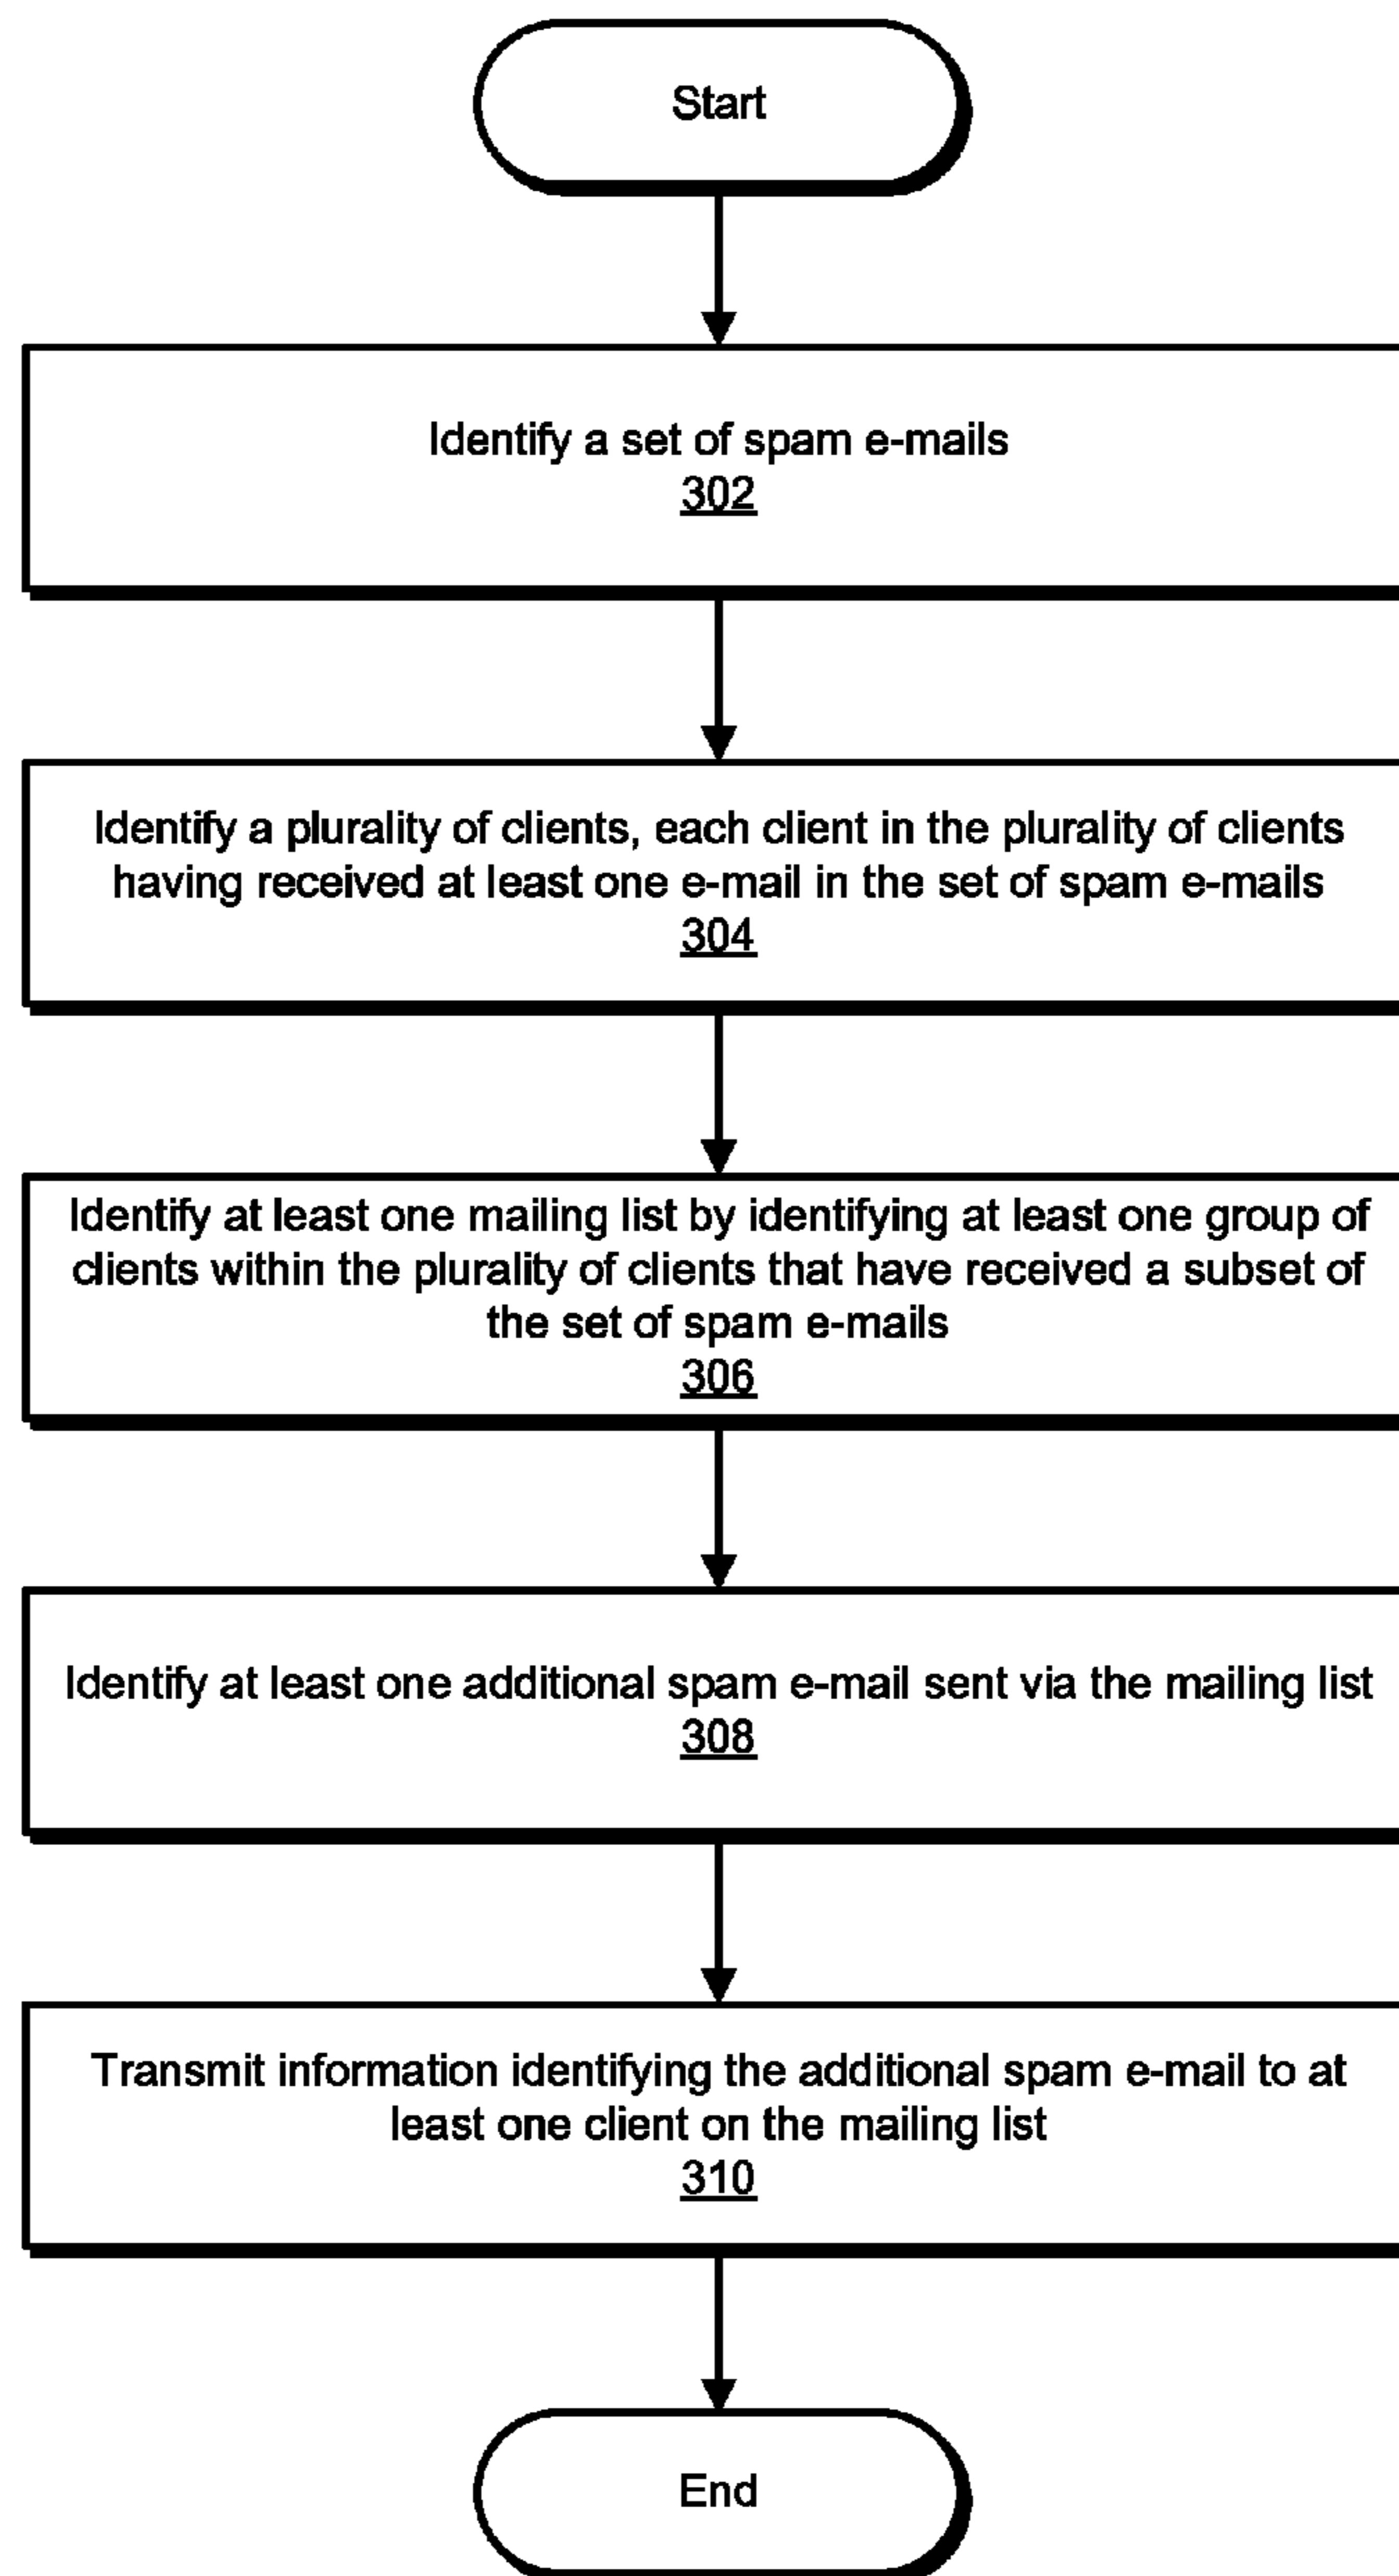 Start
Identify a set of spam e-mails
302
Identify a plurality of clients, each client in the plurality of clients
having received at least one e-mail in the set of spam e-mails
304
Identify at least one mailing list by identifying at least one group of
clients within the plurality of clients that have received a subset of
the set of spam e-mails
306
Identify at least one additional spam e-mail sent via the mailing list
308
Transmit information identifying the additional spam e-mail to at
least one client on the mailing list
310
End